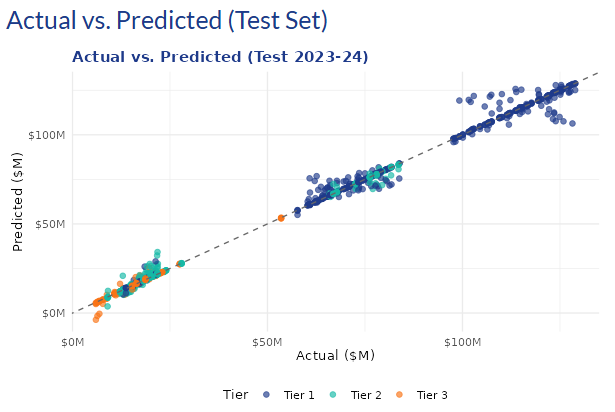 Actual vs. Predicted (Test Set)
Actual vs. Predicted (Test 2023-24)
Predicted ($M)
$100M
$50M
$0M
$0M $50M $100M
Actual ($M)
Tier Tier 1 Tier 2 Tier 3